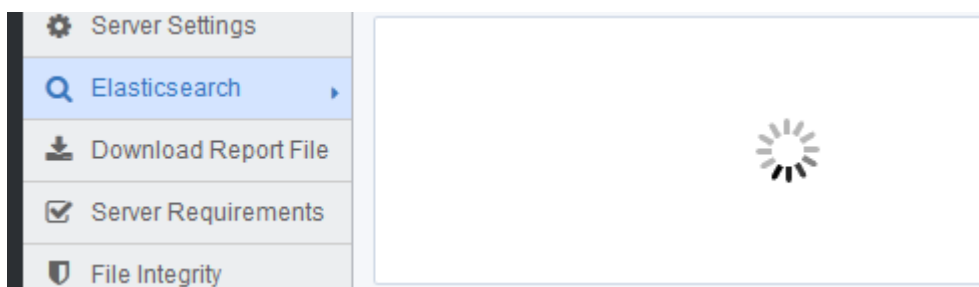 Server Settings
Elasticsearch
Download Report File
Server Requirements
File Integrity